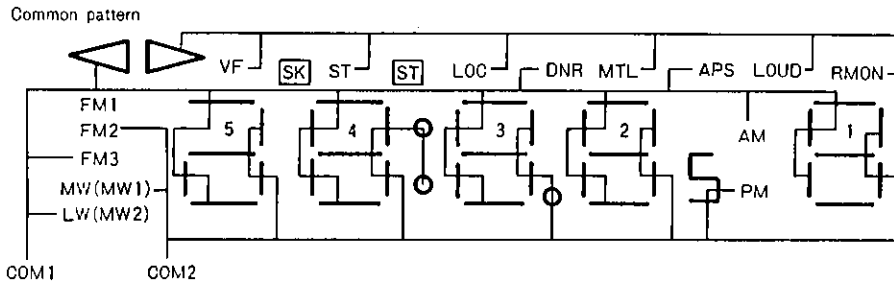 Common pattern
VF SK ST ST LOC DNR MTL APS LOUD RMON
FM1
FM2 5 4 3 2 AM 1
FM3
MW(MW1) PM
LW(MW2)
COM1 COM2